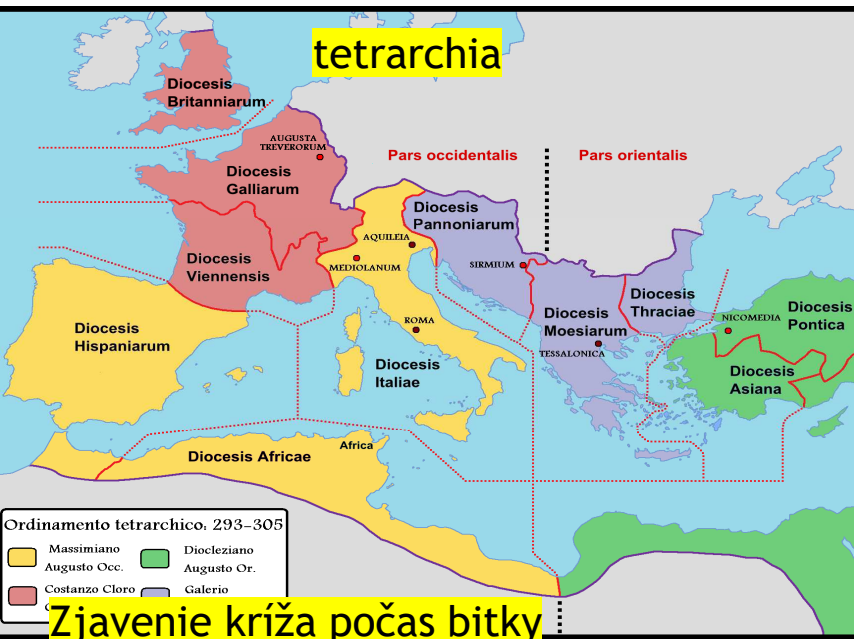 tetrarchia
Diocesis
Britanniarum
AUGUSTA
TREVERORUM
Pars occidentalis
Pars orientalis
Diocesis
Galliarum
Diocesis
Pannoniarum
AQUILEIA
Diocesis
Viennensis
MEDIOLANUM
SIRMIUM
Diocesis
Thraciae
Diocesis
Pontica
Diocesis
Hispaniarum
ROMA
Diocesis
Moesiarum
NICOMEDIA
TESSALONICA
Diocesis
Italiae
Diocesis
Asiana
Africa
Diocesis Africae
Ordinamento tetrarchico: 293-305
Massimiano
Augusto Occ.
Diocleziano
Augusto Or.
Costanzo Cloro
Galerio
Zjavenie kríža počas bitky